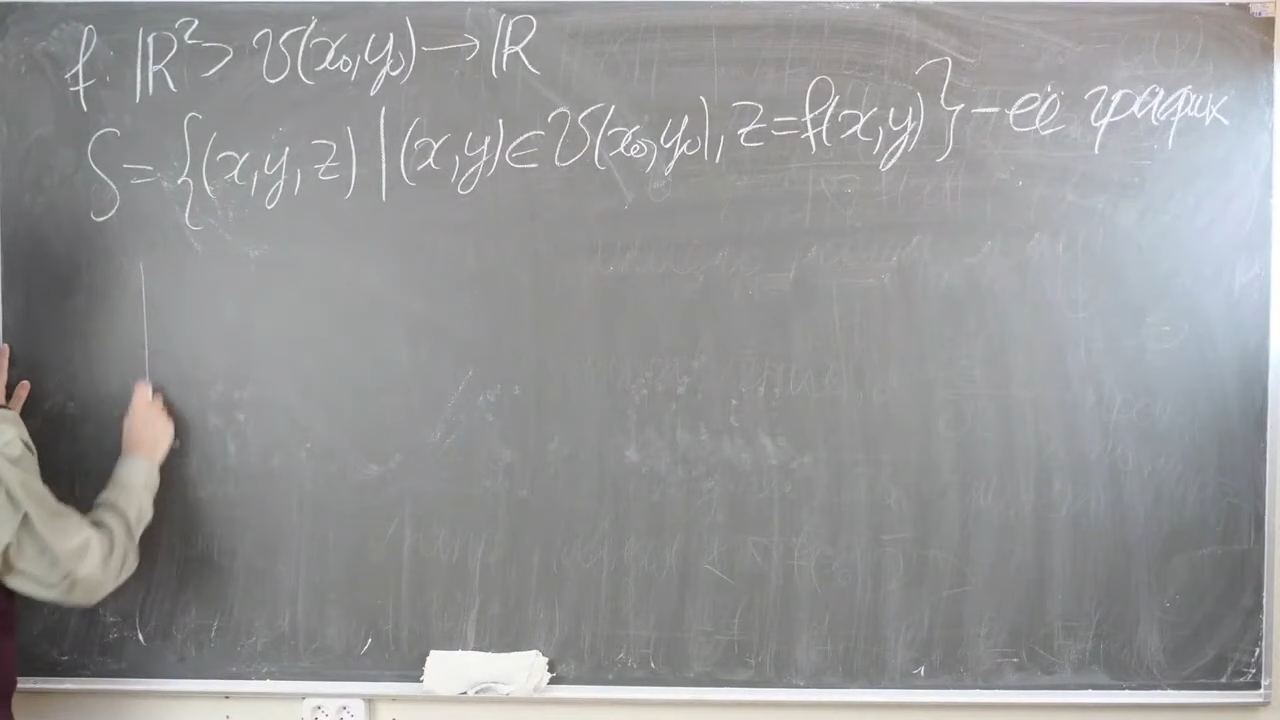 f: ℝ² ⊃ U(x₀,y₀) → ℝ
S = {(x,y,z) | (x,y) ∈ U(x₀,y₀), z = f(x,y)} – её график